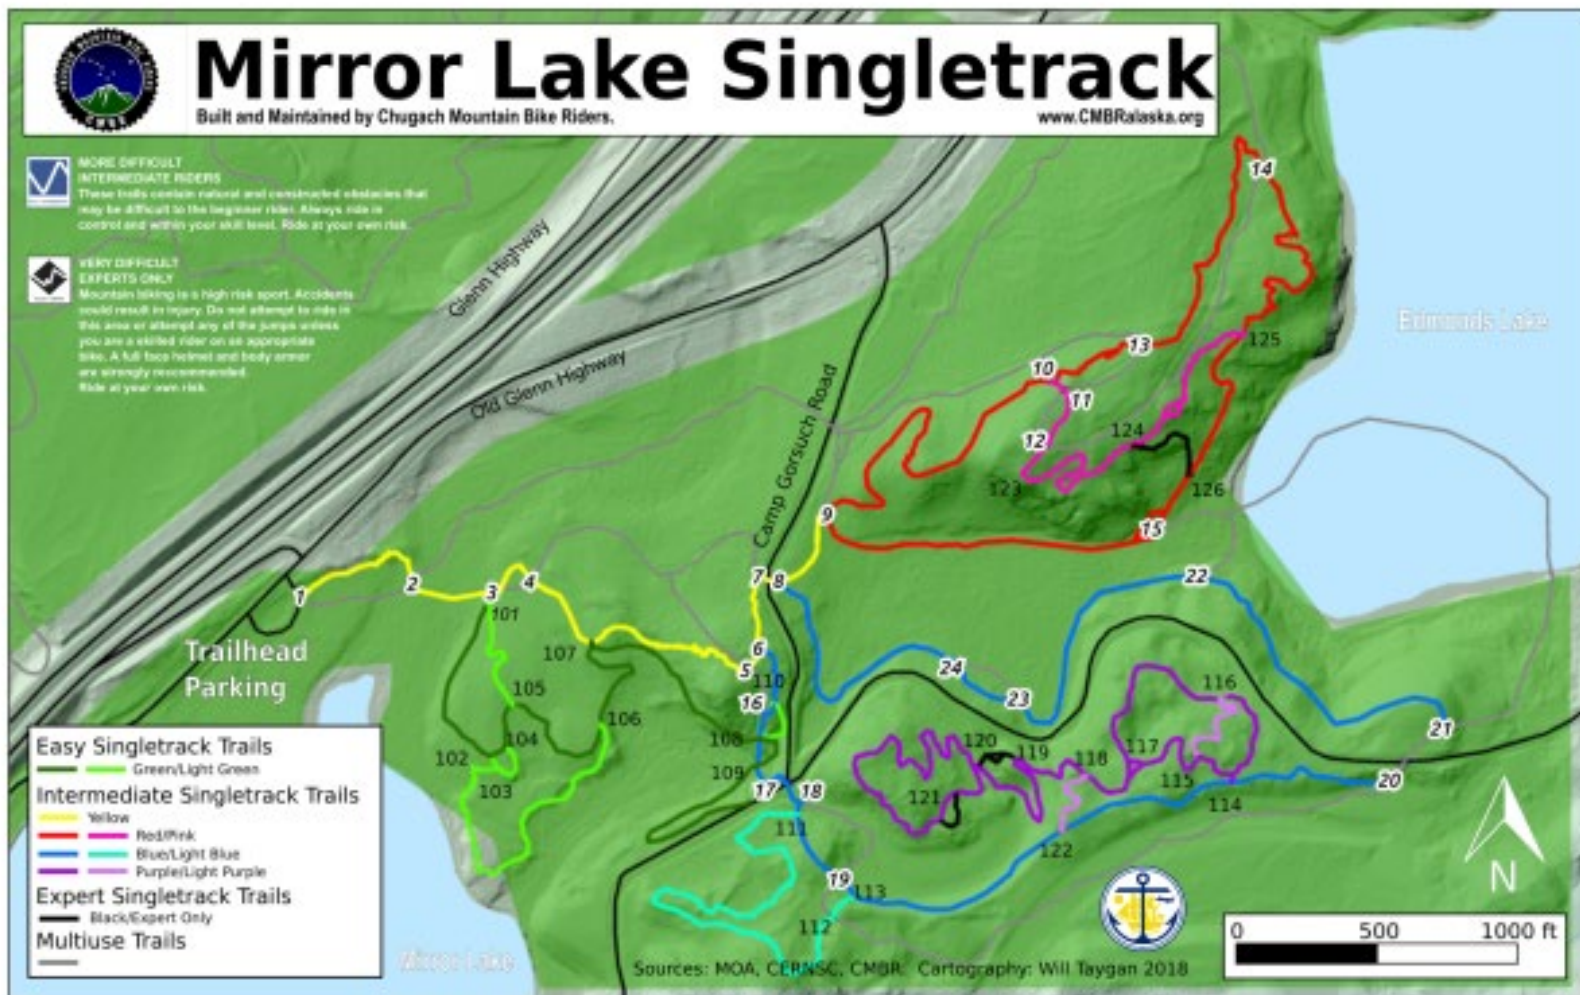 Mirror Lake Singletrack
Built and Maintained by Chugach Mountain Bike Riders.
www.CMBRalaska.org
CMBR
MORE DIFFICULT
INTERMEDIATE RIDERS
These trails contain natural and constructed obstacles that
may be difficult to the beginner rider. Always ride in
control and within your skill level. Ride at your own risk.
VERY DIFFICULT
EXPERTS ONLY
Mountain biking is a high risk sport. Accidents
could result in injury. Do not attempt to ride in
this area or attempt any of the jumps unless
you are a skilled rider on an appropriate
bike. A full face helmet and body armor
are strongly recommended.
Ride at your own risk.
Glenn Highway
Old Glenn Highway
Camp Gorsuch Road
Edmonds Lake
14
13
125
10
11
12
124
123
126
9
15
1
2
3
4
101
7
8
22
107
6
5
110
24
23
105
16
116
106
21
104
108
120
119
118
117
102
109
115
20
103
17
18
121
114
111
122
19
113
112
Trailhead
Parking
Easy Singletrack Trails
Green/Light Green
Intermediate Singletrack Trails
Yellow
Red/Pink
Blue/Light Blue
Purple/Light Purple
Expert Singletrack Trails
Black/Expert Only
Multiuse Trails
Mirror Lake
N
0 500 1000 ft
Sources: MOA, CERNSC, CMBR. Cartography: Will Taygan 2018